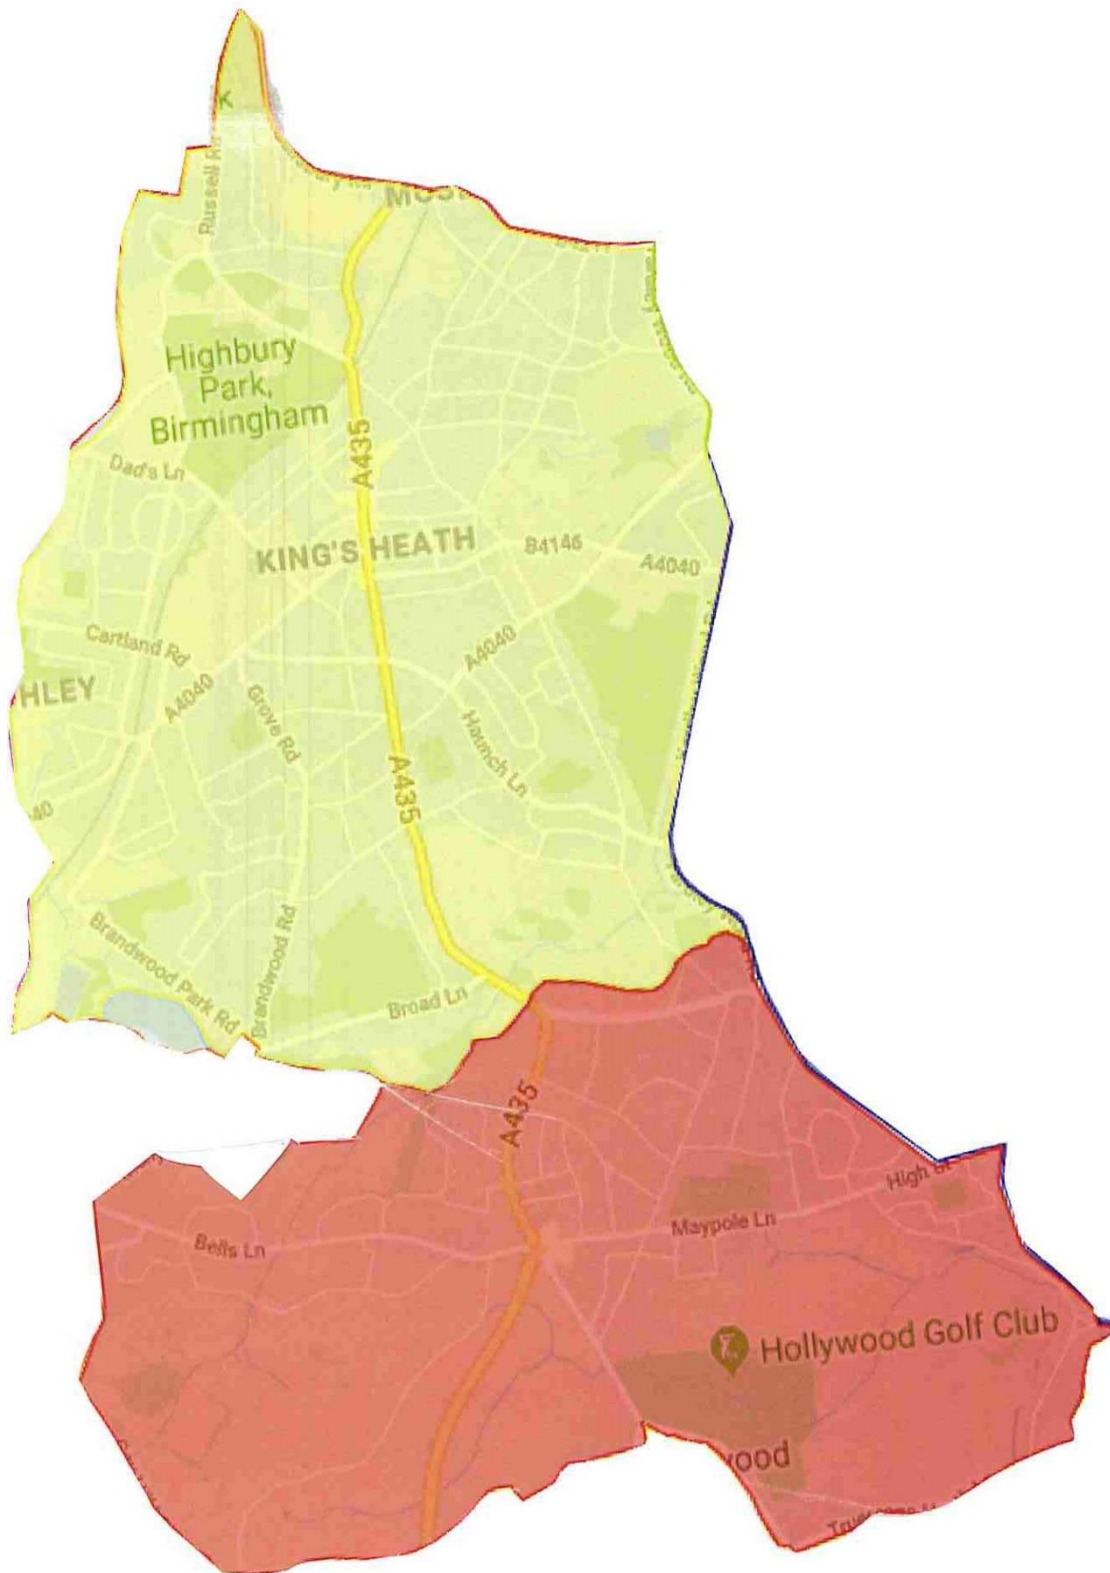 K
Russell Rd
Highbury
Park,
Birmingham
A435
Dad's Ln
KING'S HEATH
B4146
A4040
Cartland Rd
A4040
HLEY
A4040
Grove Rd
Haunch Ln
A435
40
Brandwood Park Rd
Brandwood Rd
Broad Ln
A435
High St
Maypole Ln
Bells Ln
Hollywood Golf Club
wood